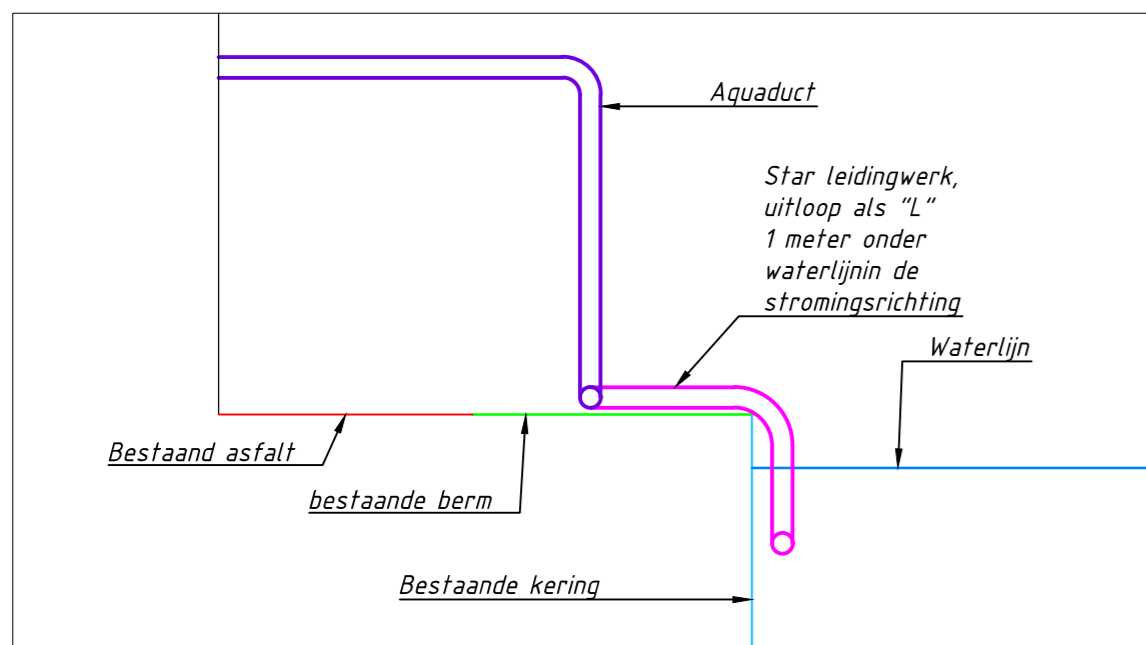 Aquaduct
Star leidingwerk,
uitloop als "L"
1 meter onder
waterlijnin de
stromingsrichting
Waterlijn
Bestaand asfalt
bestaande berm
Bestaande kering